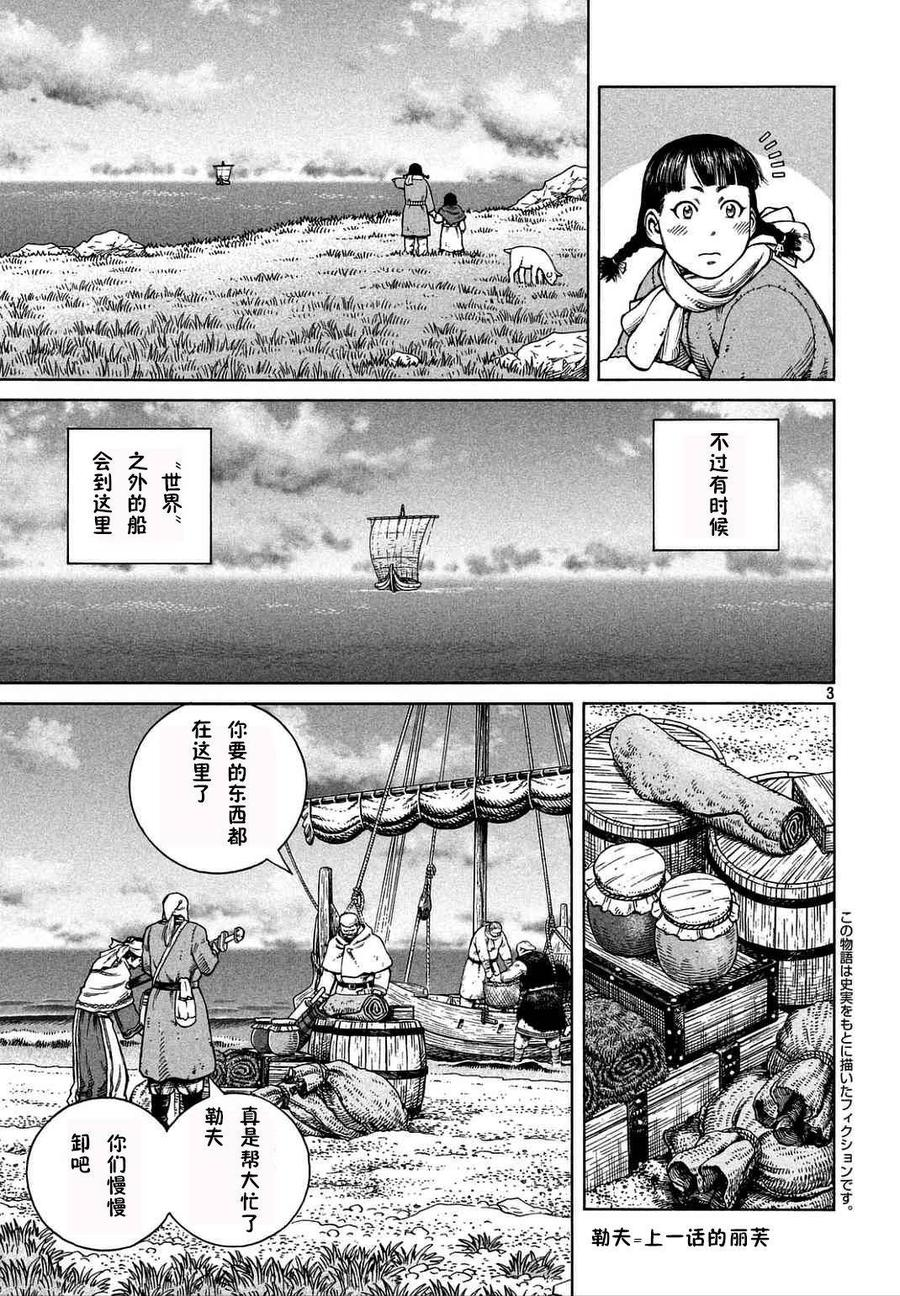 不过有时候
"世界"
之外的船
会到这里
3
你要的东西都
在这里了
真是帮大忙了
勒夫
你们慢慢
卸吧
この物語は史実をもとに描いたフィクションです。
勒夫=上一话的丽芙